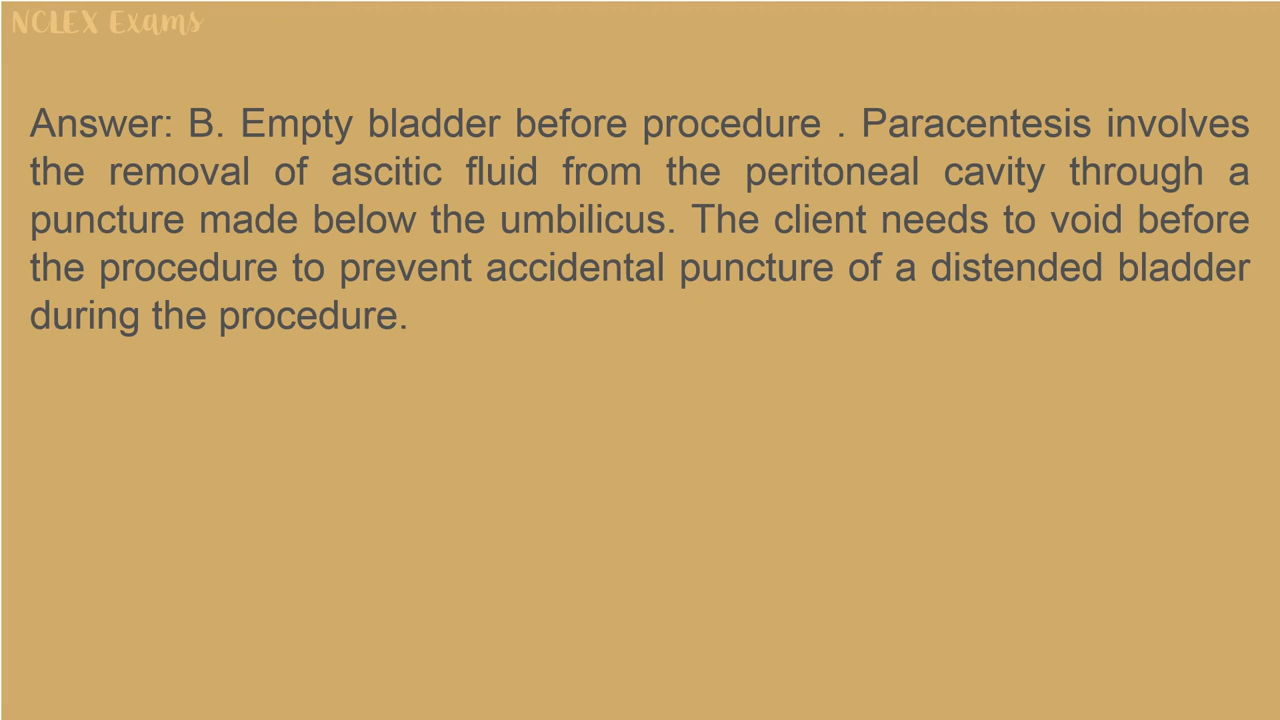 NCLEX Exams
Answer: B. Empty bladder before procedure . Paracentesis involves
the removal of ascitic fluid from the peritoneal cavity through a
puncture made below the umbilicus. The client needs to void before
the procedure to prevent accidental puncture of a distended bladder
during the procedure.